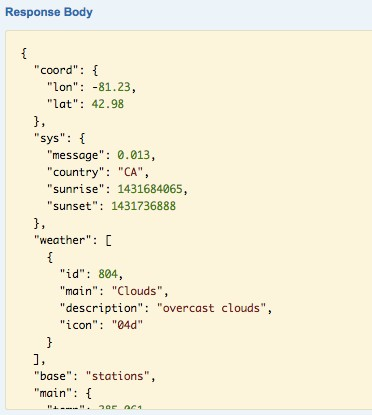 Response Body
{
  "coord": {
    "lon": -81.23,
    "lat": 42.98
  },
  "sys": {
    "message": 0.013,
    "country": "CA",
    "sunrise": 1431684065,
    "sunset": 1431736888
  },
  "weather": [
    {
      "id": 804,
      "main": "Clouds",
      "description": "overcast clouds",
      "icon": "04d"
    }
  ],
  "base": "stations",
  "main": {